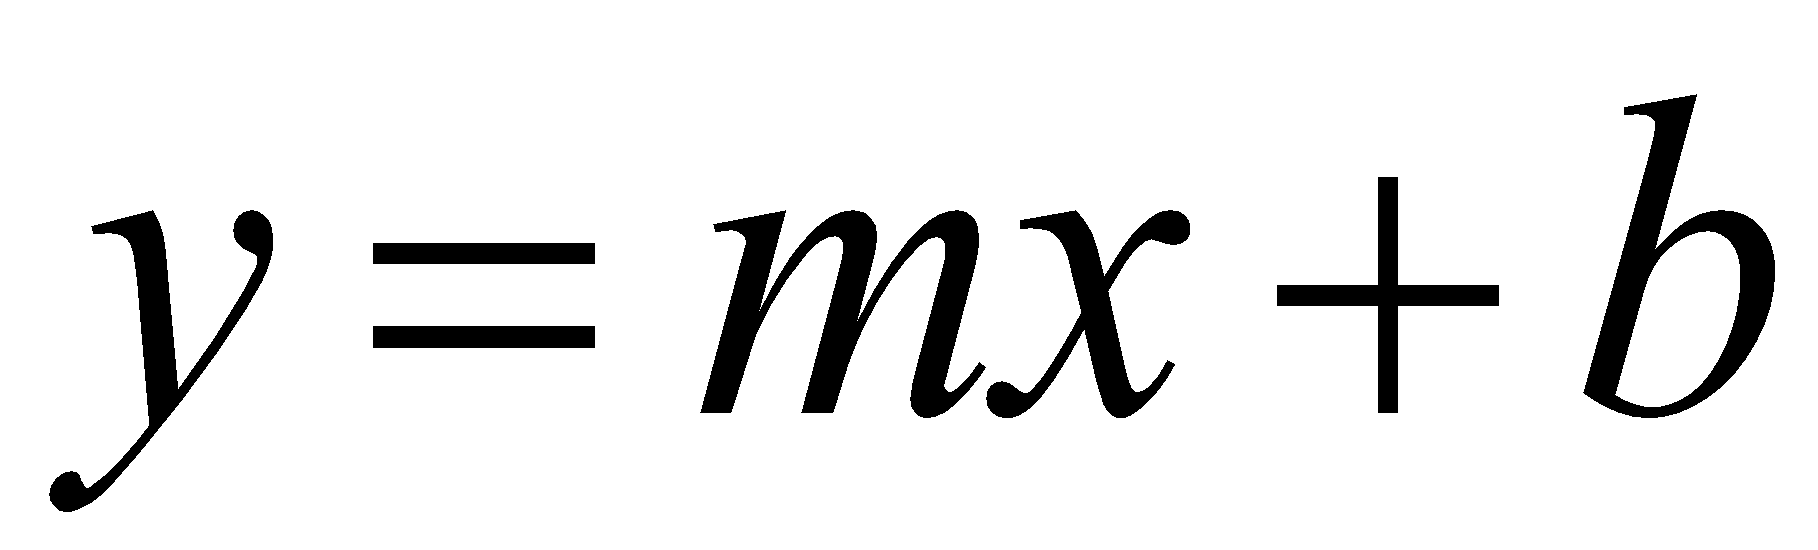 y = mx + b